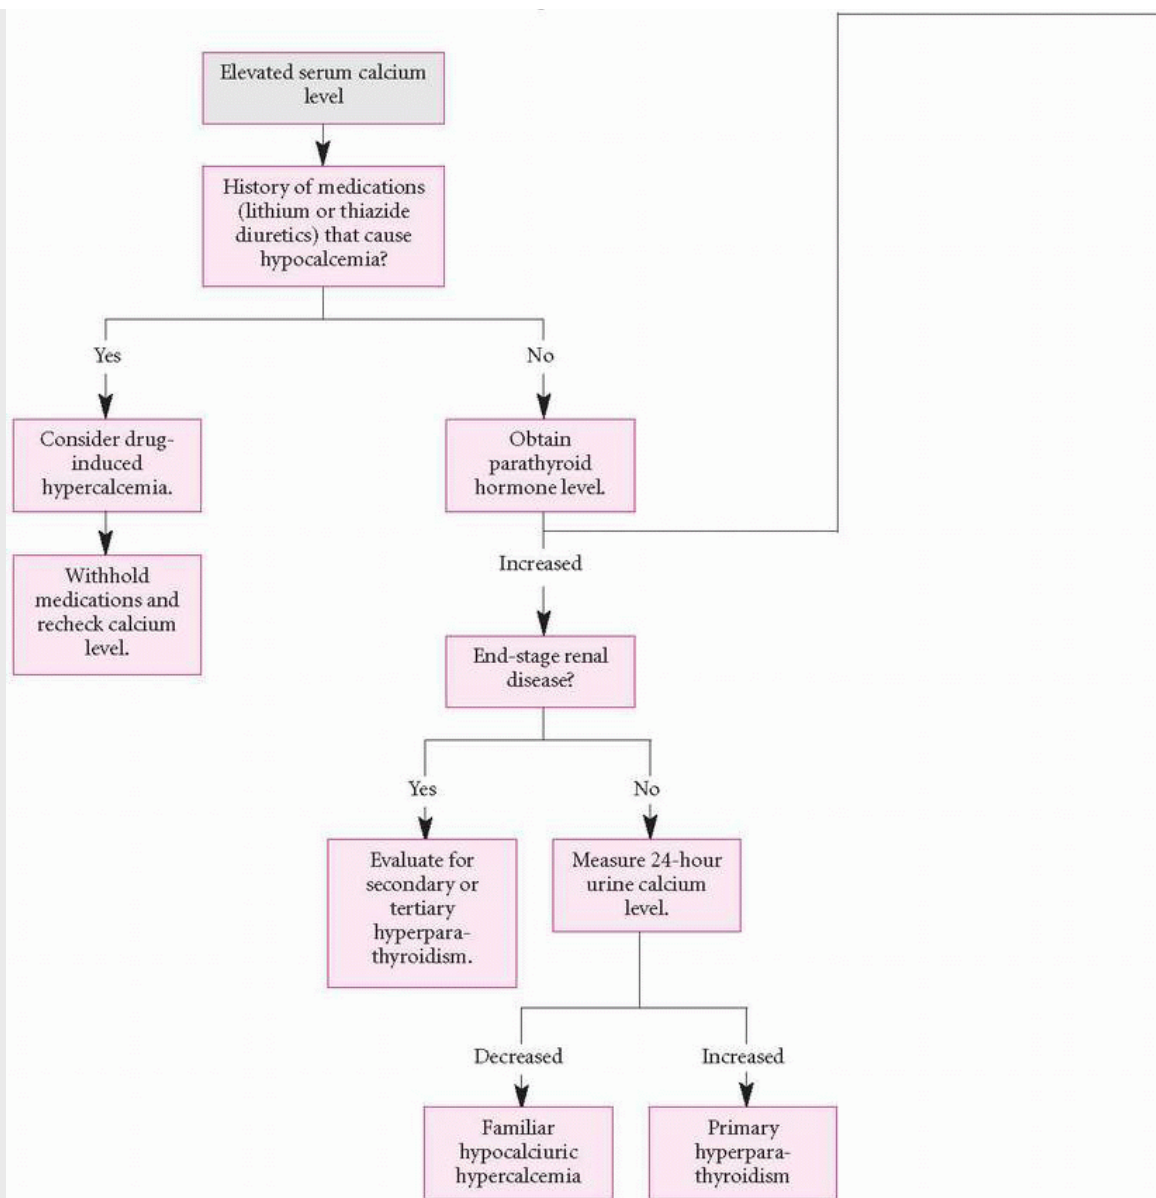 Elevated serum calcium
level
History of medications
(lithium or thiazide
diuretics) that cause
hypocalcemia?
Yes
No
Consider drug-
induced
hypercalcemia.
Obtain
parathyroid
hormone level.
Withhold
medications and
recheck calcium
level.
Increased
End-stage renal
disease?
Yes
No
Evaluate for
secondary or
tertiary
hyperpara-
thyroidism.
Measure 24-hour
urine calcium
level.
Decreased
Increased
Familiar
hypocalciuric
hypercalcemia
Primary
hyperpara-
thyroidism